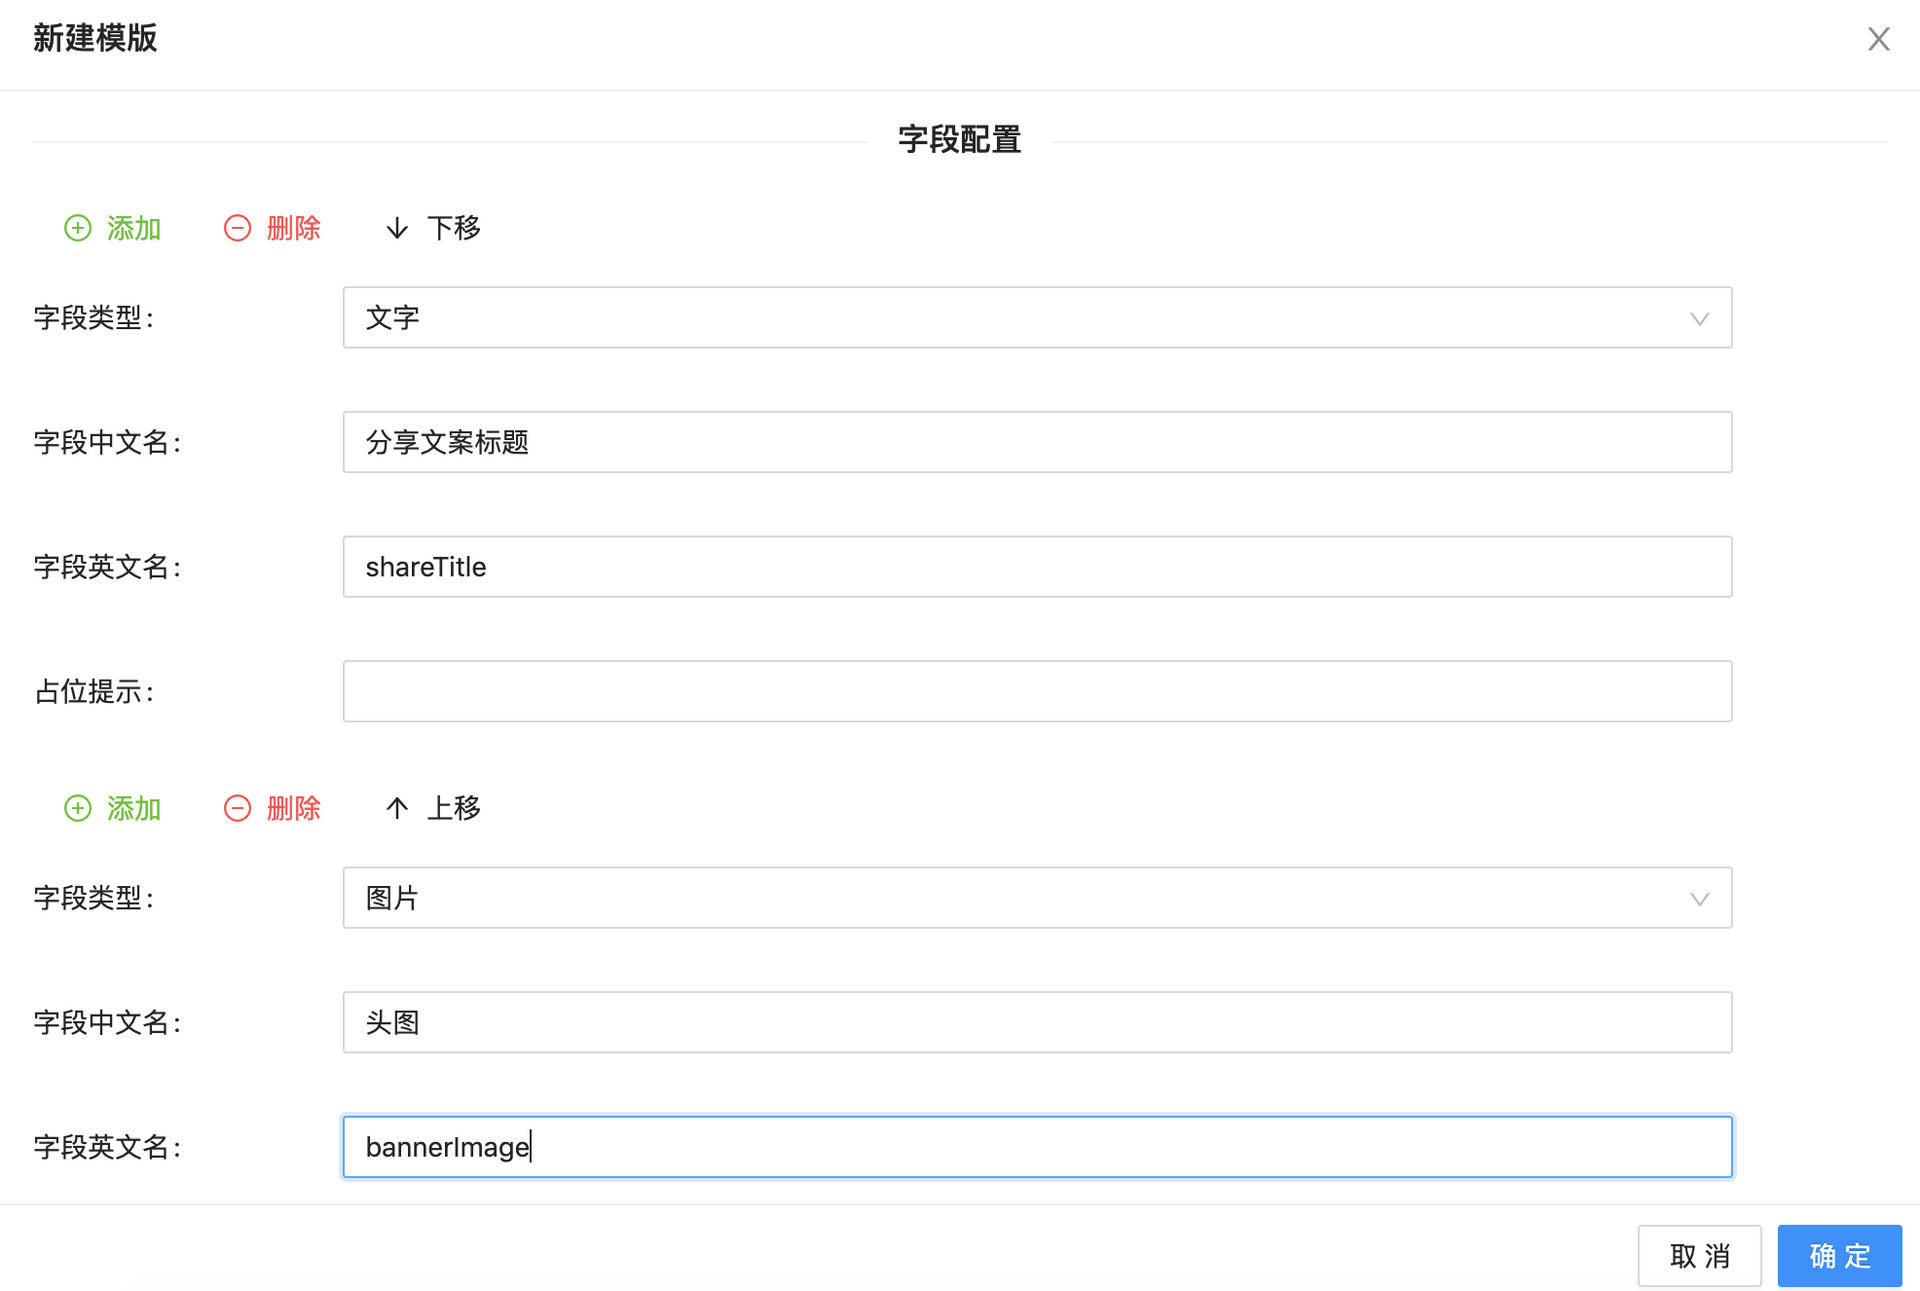 新建模版
字段配置
添加 删除 下移
字段类型: 文字
字段中文名: 分享文案标题
字段英文名: shareTitle
占位提示:
添加 删除 上移
字段类型: 图片
字段中文名: 头图
字段英文名: bannerImage
取 消 确 定